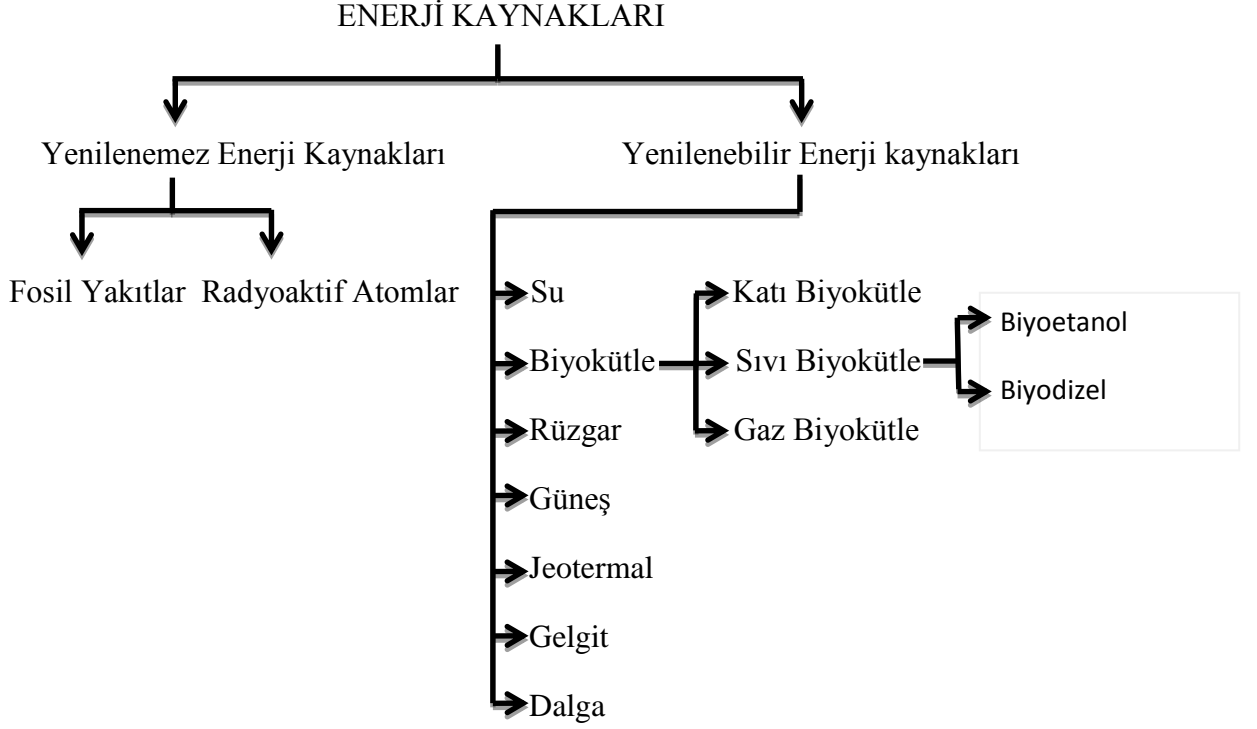 ENERJİ KAYNAKLARI
Yenilenemez Enerji Kaynakları
Yenilenebilir Enerji kaynakları
Fosil Yakıtlar
Radyoaktif Atomlar
Su
Biyokütle
Rüzgar
Güneş
Jeotermal
Gelgit
Dalga
Katı Biyokütle
Sıvı Biyokütle
Gaz Biyokütle
Biyoetanol
Biyodizel